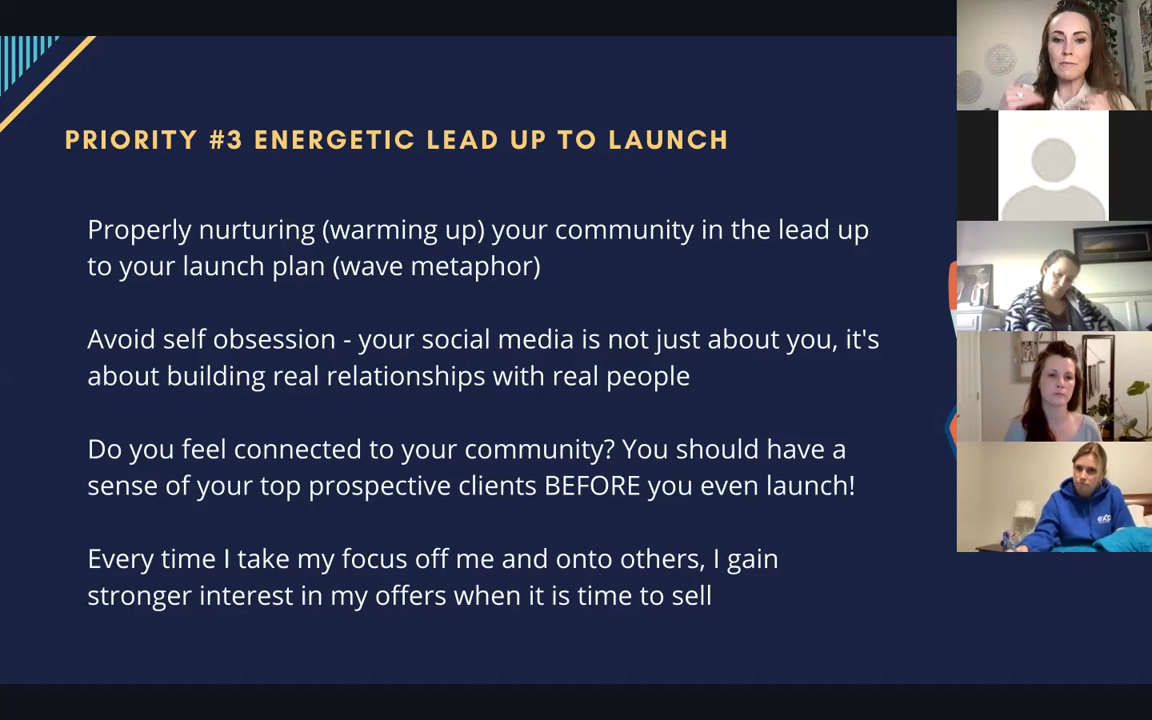 PRIORITY #3 ENERGETIC LEAD UP TO LAUNCH
Properly nurturing (warming up) your community in the lead up
to your launch plan (wave metaphor)
Avoid self obsession - your social media is not just about you, it's
about building real relationships with real people
Do you feel connected to your community? You should have a
sense of your top prospective clients BEFORE you even launch!
Every time I take my focus off me and onto others, I gain
stronger interest in my offers when it is time to sell
exp